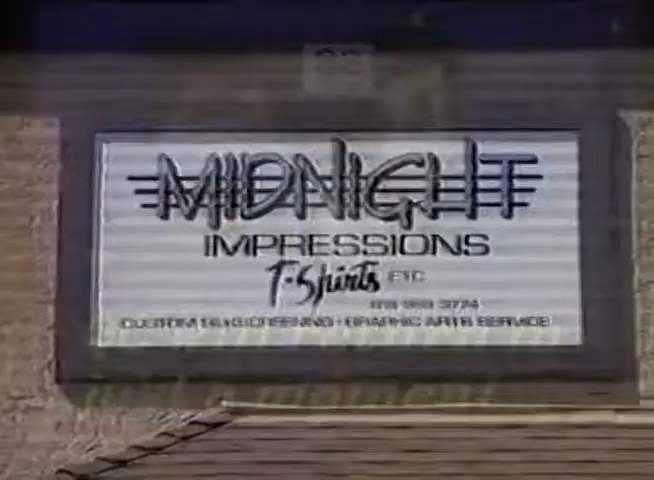 MIDNIGHT
IMPRESSIONS
T-Shirts ETC
CUSTOM SILKSCREENING · GRAPHIC ARTS SERVICE